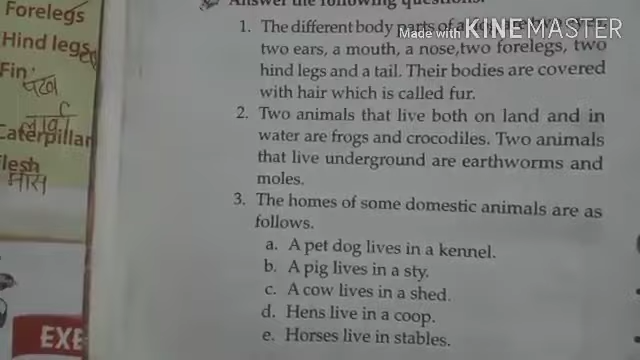 Forelegs
Hind legs
Fin
पंख
लार्वा
Caterpillar
Flesh
मांस
EXE
Answer the following questions.
1. The different body parts of a
two ears, a mouth, a nose,two forelegs, two
hind legs and a tail. Their bodies are covered
with hair which is called fur.
2. Two animals that live both on land and in
water are frogs and crocodiles. Two animals
that live underground are earthworms and
moles.
3. The homes of some domestic animals are as
follows.
a. A pet dog lives in a kennel.
b. A pig lives in a sty.
c. A cow lives in a shed.
d. Hens live in a coop.
e. Horses live in stables.
Made with KINEMASTER